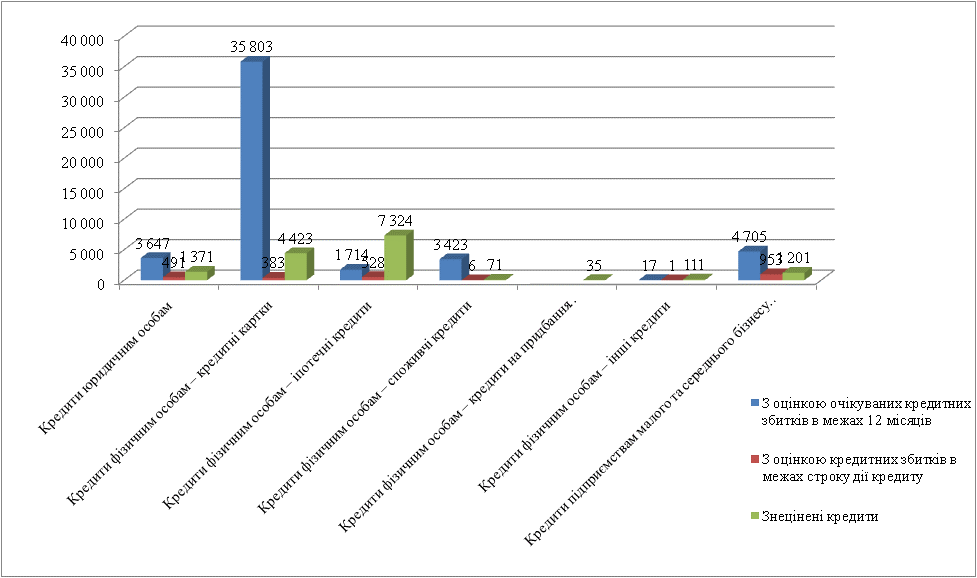 40 000
35 000
30 000
25 000
20 000
15 000
10 000
5 000
0
3 647
491
1 371
35 803
383
4 423
1 714
528
7 324
3 423
6
71
35
17
1
111
4 705
953
1 201
Кредити юридичним особам
Кредити фізичним особам – кредитні картки
Кредити фізичним особам – іпотечні кредити
Кредити фізичним особам – споживчі кредити
Кредити фізичним особам – кредити на придбання..
Кредити фізичним особам – інші кредити
Кредити підприємствам малого та середнього бізнесу..
З оцінкою очікуваних кредитних
збитків в межах 12 місяців
З оцінкою кредитних збитків в
межах строку дії кредиту
Знецінені кредити